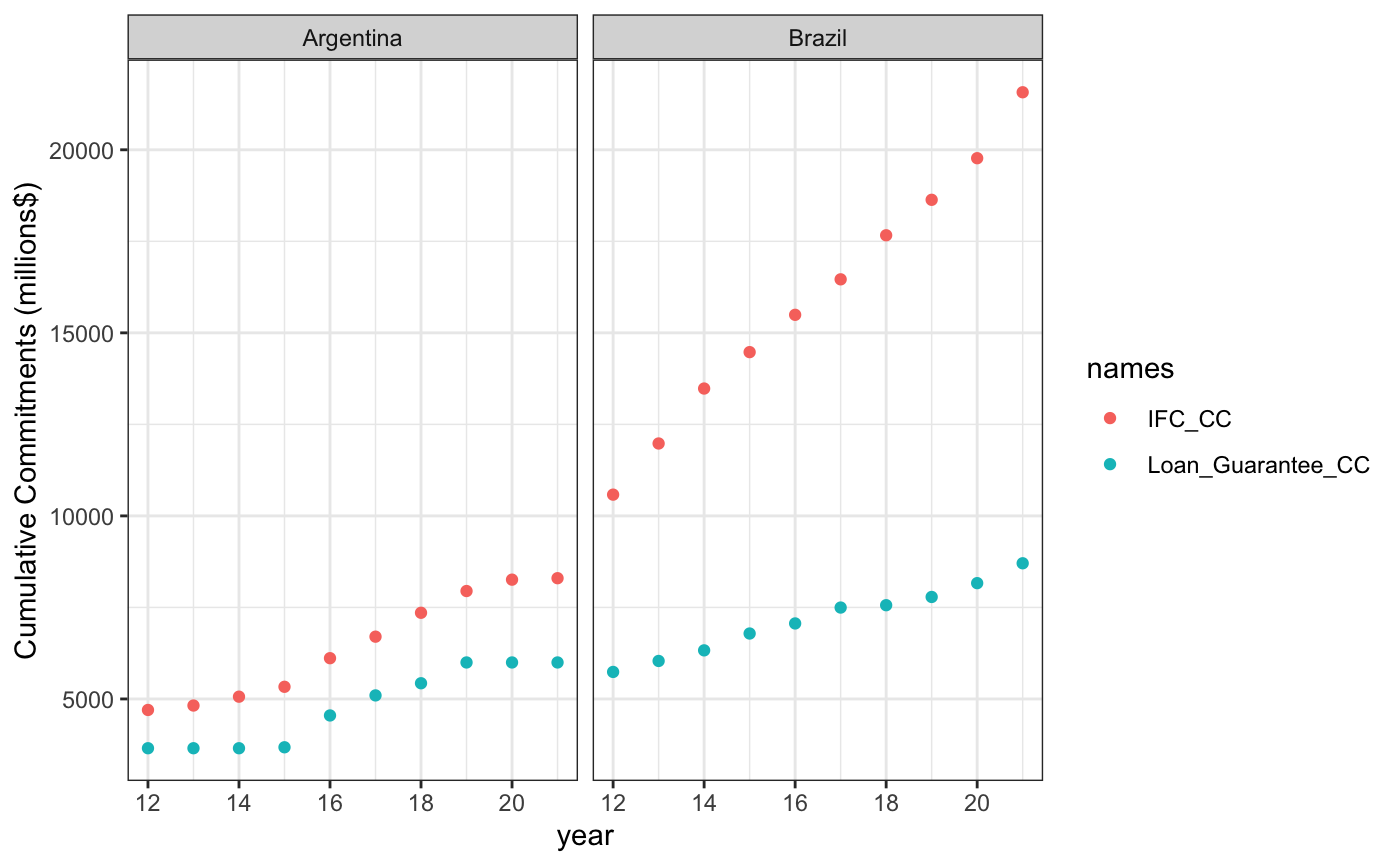 Argentina
Brazil
Cumulative Commitments (millions$)
20000
15000
10000
5000
12 14 16 18 20
12 14 16 18 20
year
names
IFC_CC
Loan_Guarantee_CC